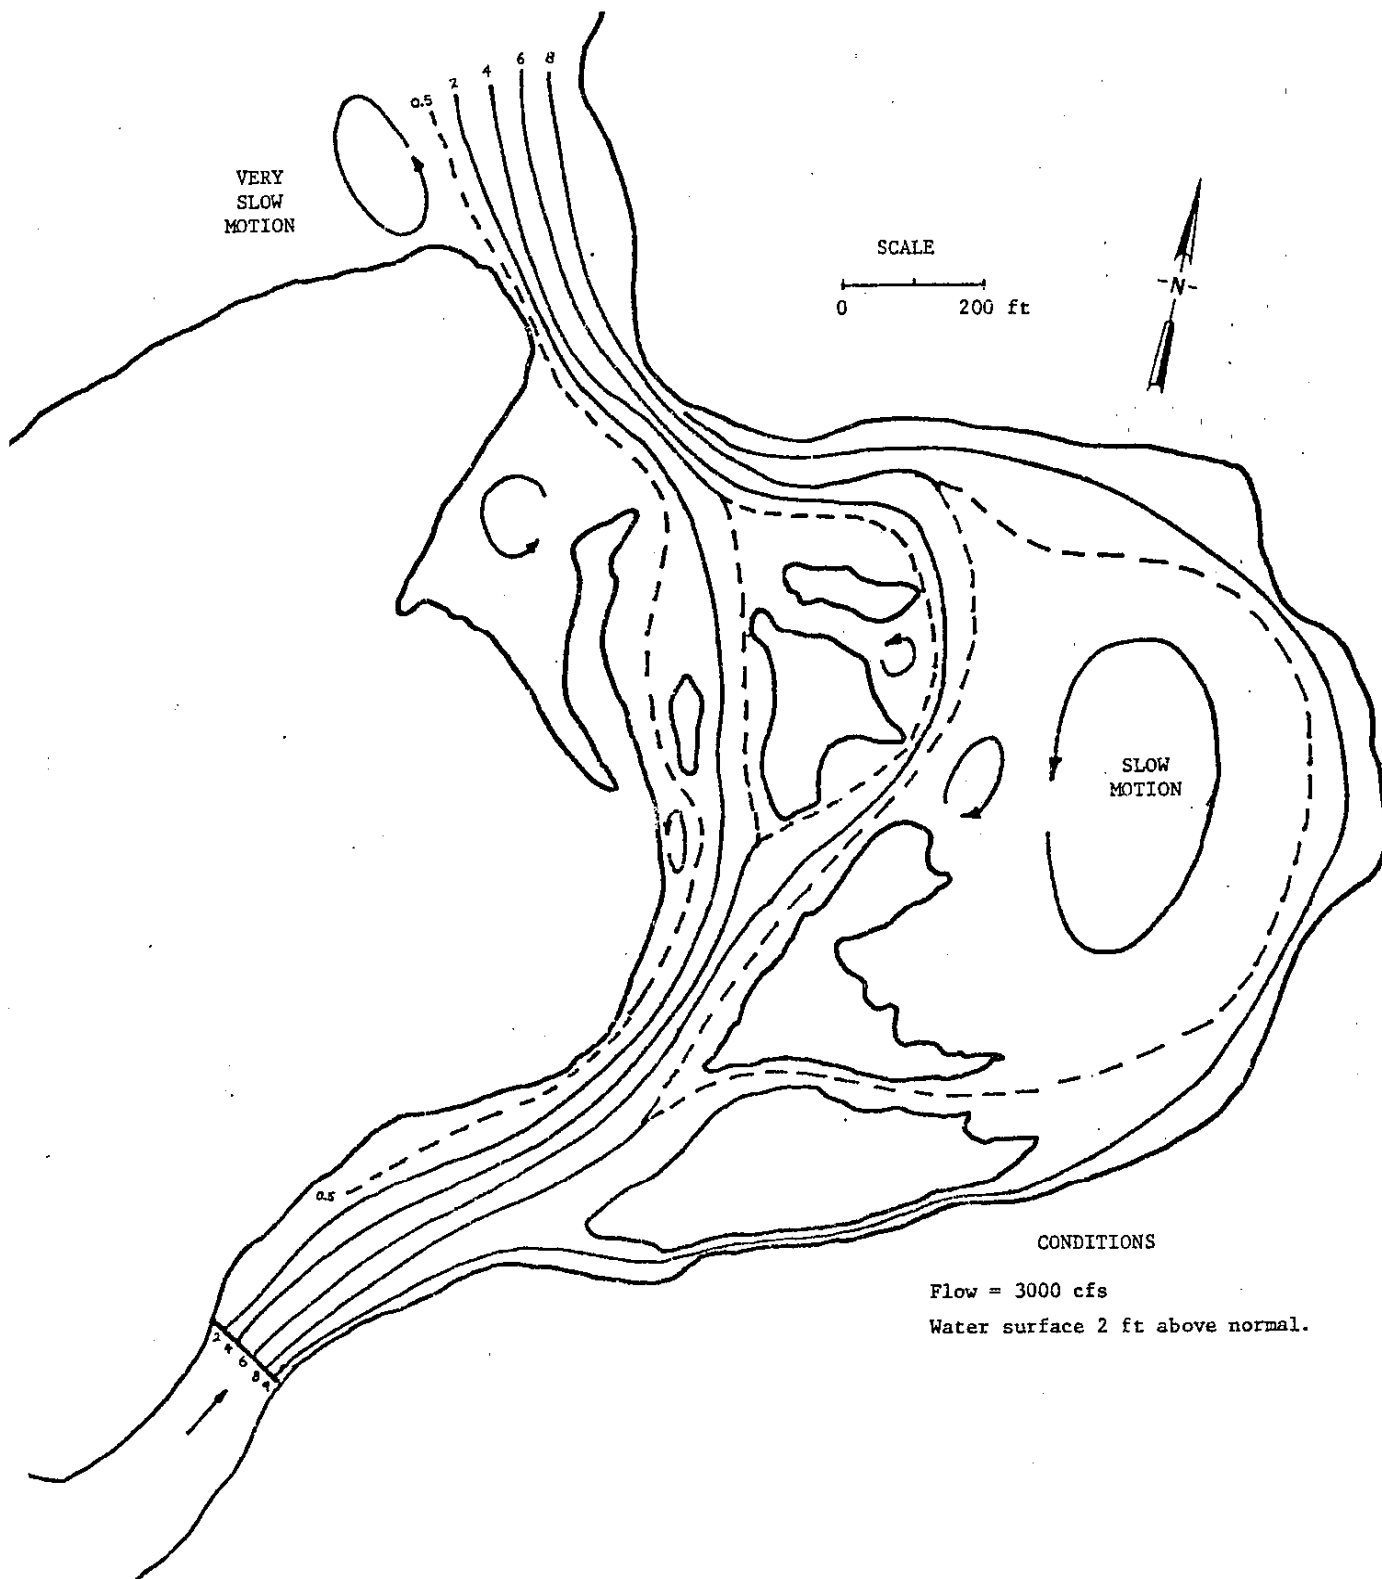 0.5 2 4 6 8
VERY
SLOW
MOTION
SCALE
0 200 ft
N
SLOW
MOTION
0.5
2 4 6 8 9
CONDITIONS
Flow = 3000 cfs
Water surface 2 ft above normal.